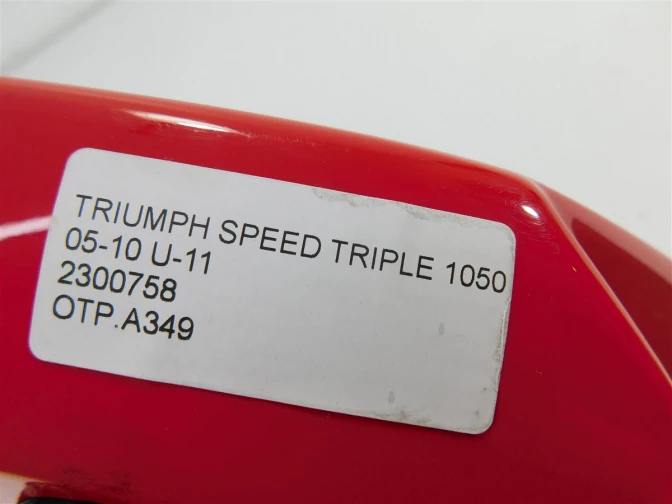 TRIUMPH SPEED TRIPLE 1050
05-10 U-11
2300758
OTP.A349